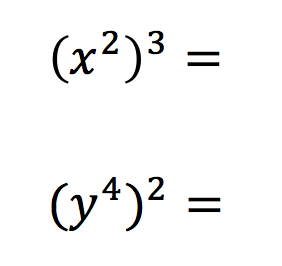 (x²)³ =
(y⁴)² =